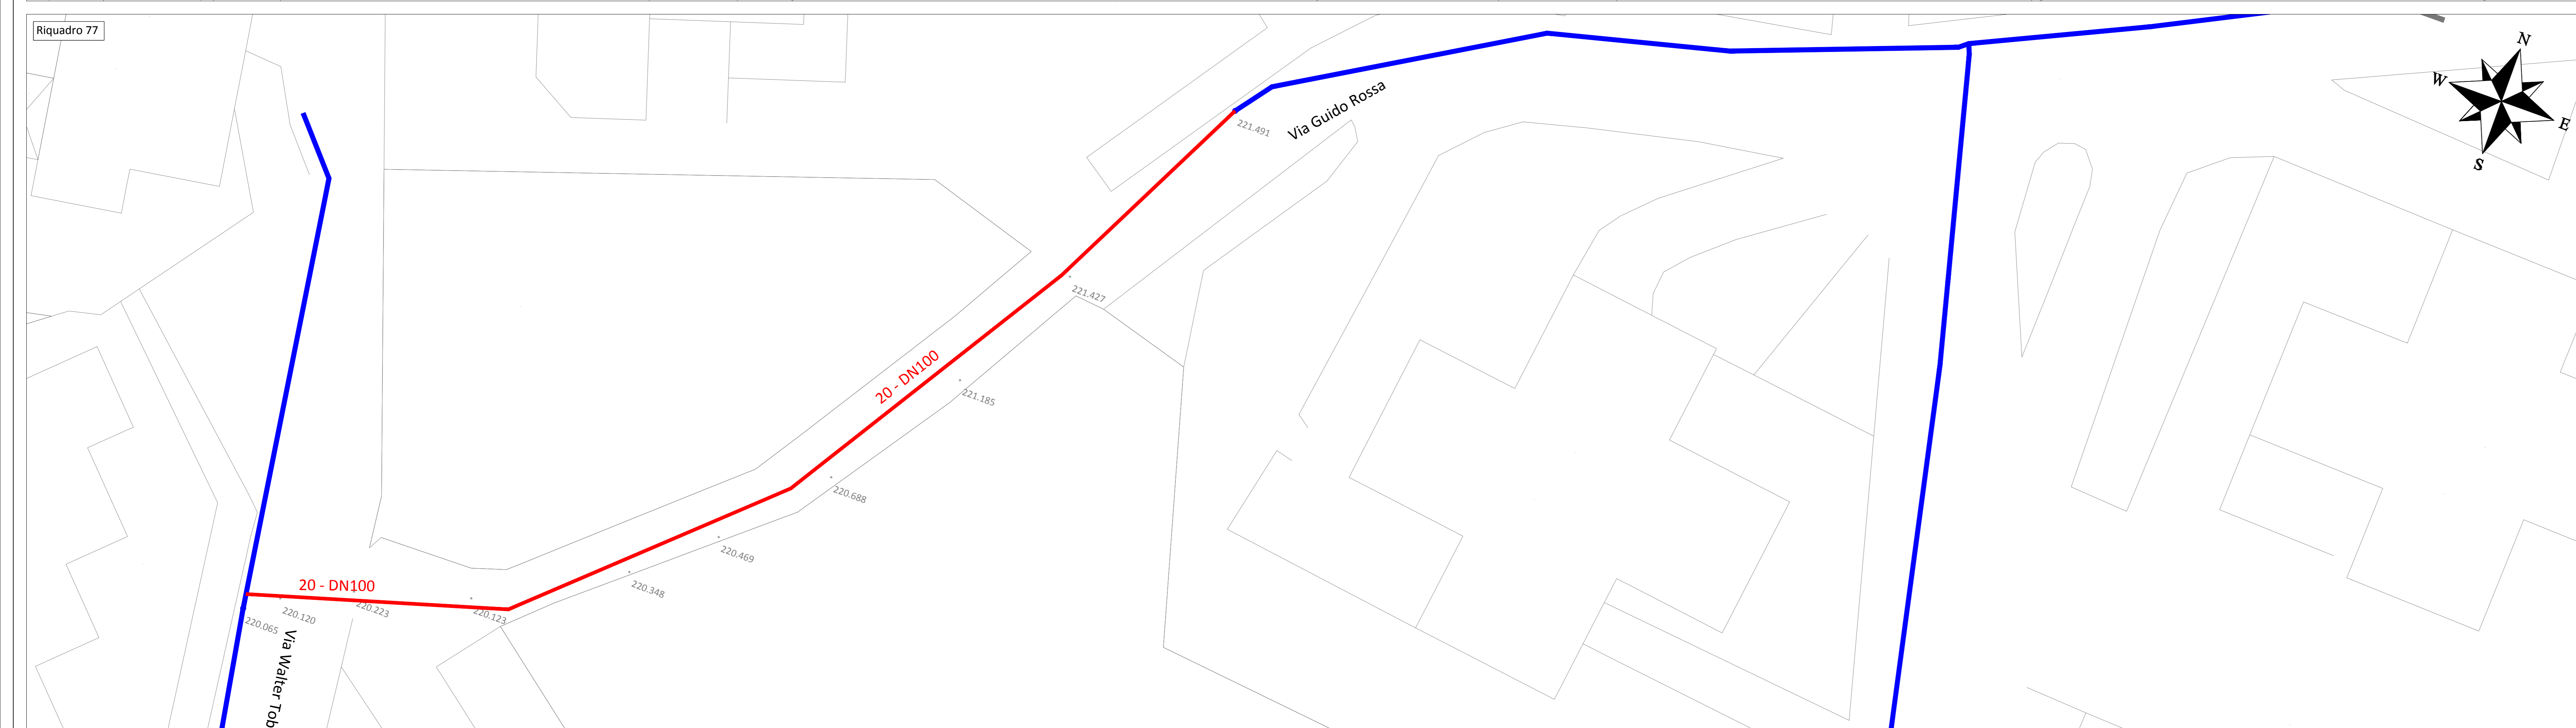 Riquadro 77
N
W
E
S
221.491
Via Guido Rossa
221.427
20 - DN100
221.185
220.688
220.469
220.348
20 - DN100
220.223
220.123
220.120
220.065
Via Walter Tob